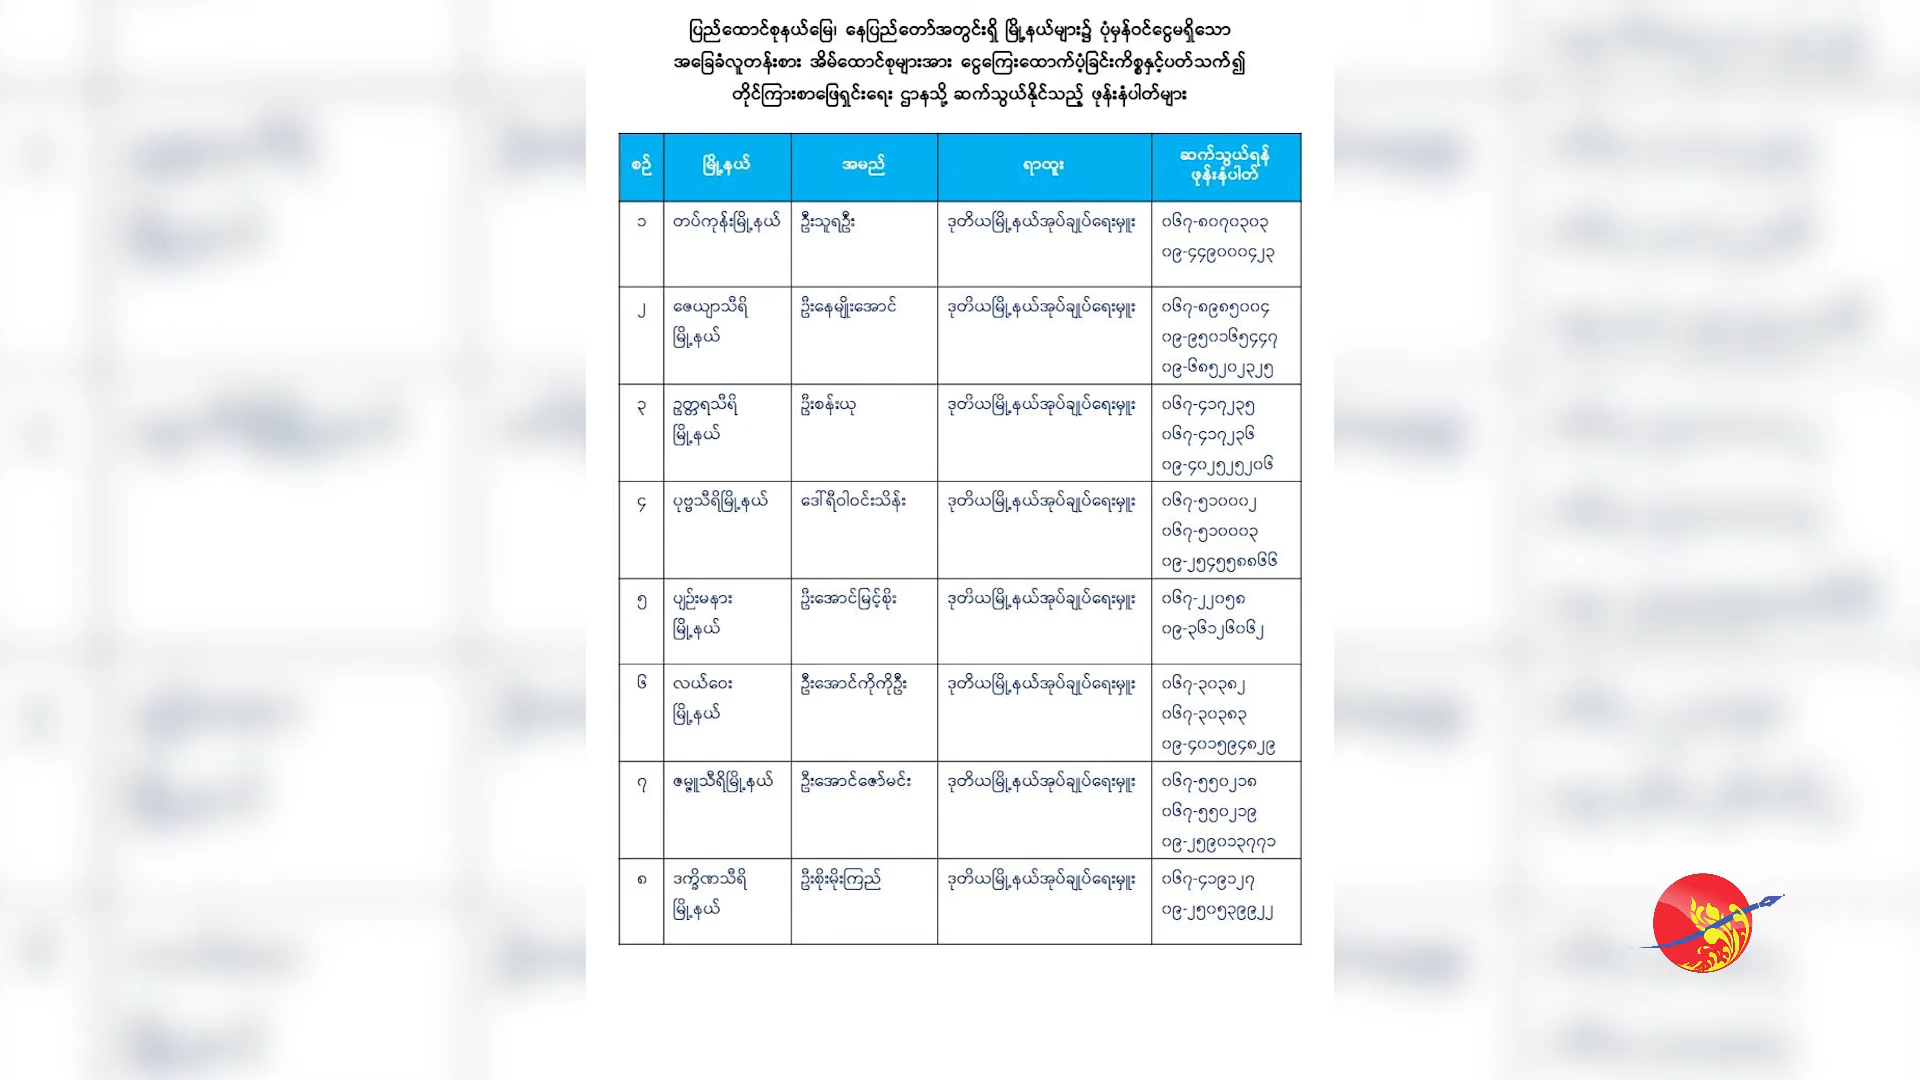 ပြည်ထောင်စုနယ်မြေ၊ နေပြည်တော်အတွင်းရှိ မြို့နယ်များ၌ ပုံမှန်ဝင်ငွေမရှိသော
အခြေခံလူတန်းစား အိမ်ထောင်စုများအား ငွေကြေးထောက်ပံ့ခြင်းကိစ္စနှင့်ပတ်သက်၍
တိုင်ကြားစာဖြေရှင်းရေး ဌာနသို့ ဆက်သွယ်နိုင်သည့် ဖုန်းနံပါတ်များ
စဉ် မြို့နယ် အမည် ရာထူး ဆက်သွယ်ရန်
ဖုန်းနံပါတ်
၁ တပ်ကုန်းမြို့နယ် ဦးသူရဦး ဒုတိယမြို့နယ်အုပ်ချုပ်ရေးမှူး ၀၆၇-၈၀၇၀၃၀၃
၀၉-၄၄၉၀၀၀၄၂၃
၂ ဇေယျာသီရိ ဦးနေမျိုးအောင် ဒုတိယမြို့နယ်အုပ်ချုပ်ရေးမှူး ၀၆၇-၈၉၈၅၀၀၄
မြို့နယ် ၀၉-၉၅၀၁၆၅၄၄၇
၀၉-၆၈၅၂၀၂၃၂၅
၃ ဥတ္တရသီရိ ဦးစန်းယု ဒုတိယမြို့နယ်အုပ်ချုပ်ရေးမှူး ၀၆၇-၄၁၇၂၃၅
မြို့နယ် ၀၆၇-၄၁၇၂၃၆
၀၉-၄၀၂၅၂၅၂၀၆
၄ ပုဗ္ဗသီရိမြို့နယ် ဒေါ်ရီဝါဝင်းသိန်း ဒုတိယမြို့နယ်အုပ်ချုပ်ရေးမှူး ၀၆၇-၅၁၀၀၀၂
၀၆၇-၅၁၀၀၀၃
၀၉-၂၅၄၅၅၈၈၆၆
၅ ပျဉ်းမနား ဦးအောင်မြင့်စိုး ဒုတိယမြို့နယ်အုပ်ချုပ်ရေးမှူး ၀၆၇-၂၂၀၅၈
မြို့နယ် ၀၉-၃၆၁၂၆၀၆၂
၆ လယ်ဝေး ဦးအောင်ကိုကိုဦး ဒုတိယမြို့နယ်အုပ်ချုပ်ရေးမှူး ၀၆၇-၃၀၃၈၂
မြို့နယ် ၀၆၇-၃၀၃၈၃
၀၉-၄၀၁၅၉၄၈၂၉
၇ ဇမ္ဗူသီရိမြို့နယ် ဦးအောင်ဇော်မင်း ဒုတိယမြို့နယ်အုပ်ချုပ်ရေးမှူး ၀၆၇-၅၅၀၂၁၈
၀၆၇-၅၅၀၂၁၉
၀၉-၂၅၉၀၁၃၇၇၁
၈ ဒက္ခိဏသီရိ ဦးစိုးမိုးကြည် ဒုတိယမြို့နယ်အုပ်ချုပ်ရေးမှူး ၀၆၇-၄၁၉၁၂၇
မြို့နယ် ၀၉-၂၅၀၅၃၉၉၂၂